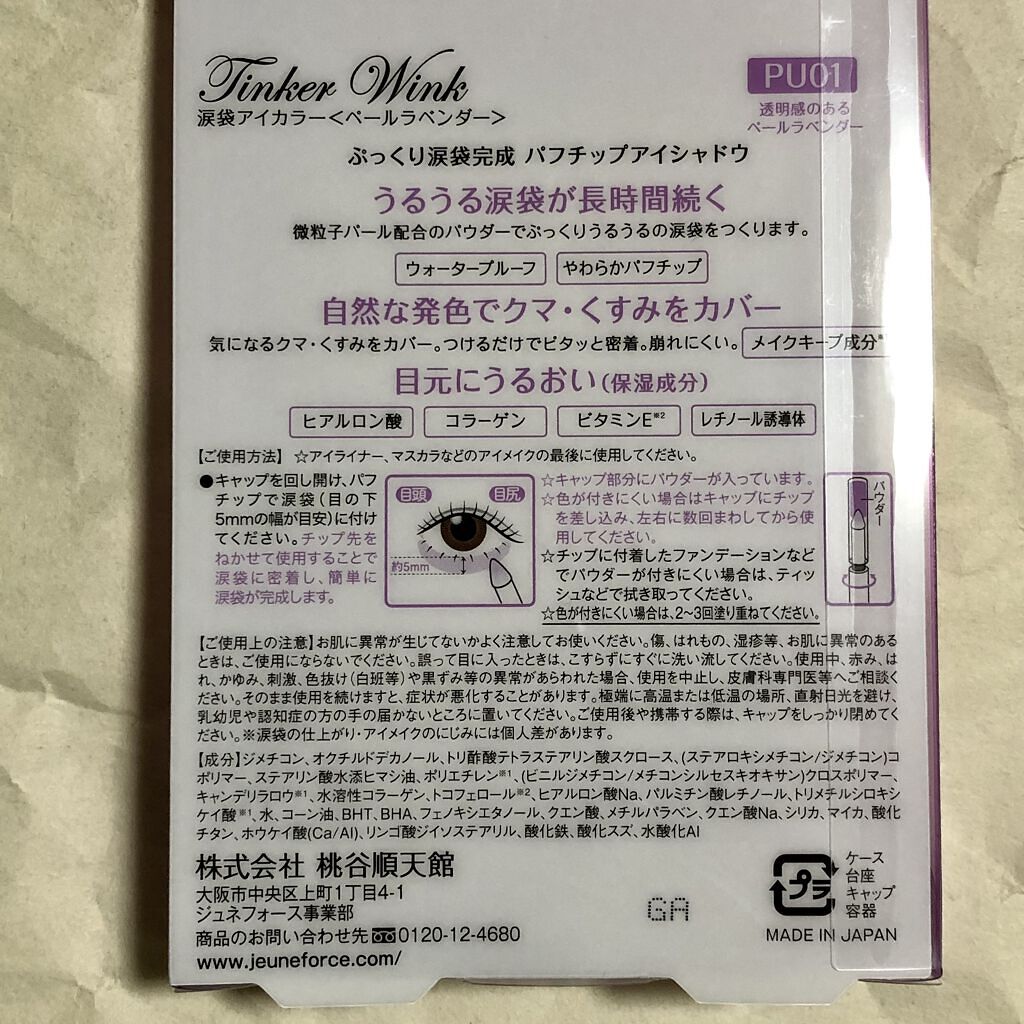 Tinker Wink
涙袋アイカラー<ペールラベンダー>
PU01
透明感のある
ペールラベンダー
ぷっくり涙袋完成 パフチップアイシャドウ
うるうる涙袋が長時間続く
微粒子パール配合のパウダーでぷっくりうるうるの涙袋をつくります。
ウォータープルーフ やわらかパフチップ
自然な発色でクマ・くすみをカバー
気になるクマ・くすみをカバー。つけるだけでピタッと密着。崩れにくい。 メイクキープ成分
目元にうるおい(保湿成分)
ヒアルロン酸 コラーゲン ビタミンE※2 レチノール誘導体
【ご使用方法】 ☆アイライナー、マスカラなどのアイメイクの最後に使用してください。
●キャップを回し開け、パフ
チップで涙袋(目の下
5mmの幅が目安)に付け
てください。チップ先を
ねかせて使用することで
涙袋に密着し、簡単に
涙袋が完成します。
目頭 目尻
約5mm
☆キャップ部分にパウダーが入っています。
☆色が付きにくい場合はキャップにチップ
を差し込み、左右に数回まわしてから使
用してください。
☆チップに付着したファンデーションなど
でパウダーが付きにくい場合は、ティッ
シュなどで拭き取ってください。
☆色が付きにくい場合は、2〜3回塗り重ねてください。
パウダー
【ご使用上の注意】お肌に異常が生じてないかよく注意してお使いください。傷、はれもの、湿疹等、お肌に異常のある
ときは、ご使用にならないでください。誤って目に入ったときは、こすらずにすぐに洗い流してください。使用中、赤み、は
れ、かゆみ、刺激、色抜け(白斑等)や黒ずみ等の異常があらわれた場合、使用を中止し、皮膚科専門医等へご相談く
ださい。そのまま使用を続けますと、症状が悪化することがあります。極端に高温または低温の場所、直射日光を避け、
乳幼児や認知症の方の手の届かないところに置いてください。ご使用後や携帯する際は、キャップをしっかり閉めてく
ださい。※涙袋の仕上がり・アイメイクのにじみには個人差があります。
【成分】ジメチコン、オクチルドデカノール、トリ酢酸テトラステアリン酸スクロース、(ステアロキシメチコン/ジメチコン)コ
ポリマー、ステアリン酸水添ヒマシ油、ポリエチレン※1、(ビニルジメチコン/メチコンシルセスキオキサン)クロスポリマー、
キャンデリラロウ※1、水溶性コラーゲン、トコフェロール※2、ヒアルロン酸Na、パルミチン酸レチノール、トリメチルシロキシ
ケイ酸※1、水、コーン油、BHT、BHA、フェノキシエタノール、クエン酸、メチルパラベン、クエン酸Na、シリカ、マイカ、酸化
チタン、ホウケイ酸(Ca/Al)、リンゴ酸ジイソステアリル、酸化鉄、酸化スズ、水酸化Al
株式会社 桃谷順天館
大阪市中央区上町1丁目4-1
ジュネフォース事業部
商品のお問い合わせ先 0120-12-4680
www.jeuneforce.com/
GA
プラ
ケース
台座
キャップ
容器
MADE IN JAPAN